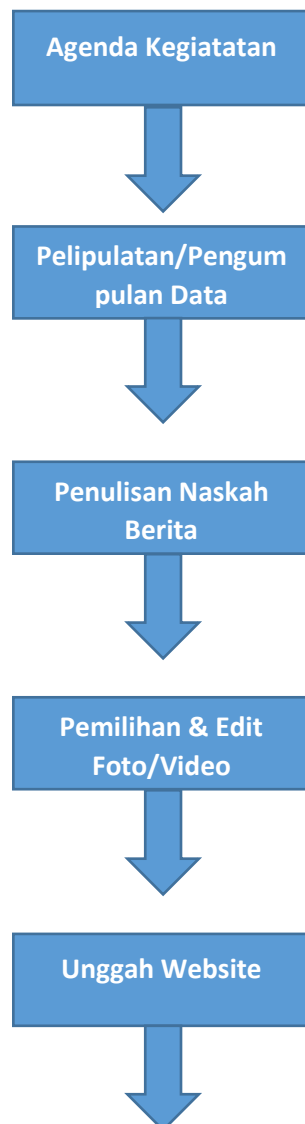 Agenda Kegiatatan
Pelipulatan/Pengum
pulan Data
Penulisan Naskah
Berita
Pemilihan & Edit
Foto/Video
Unggah Website